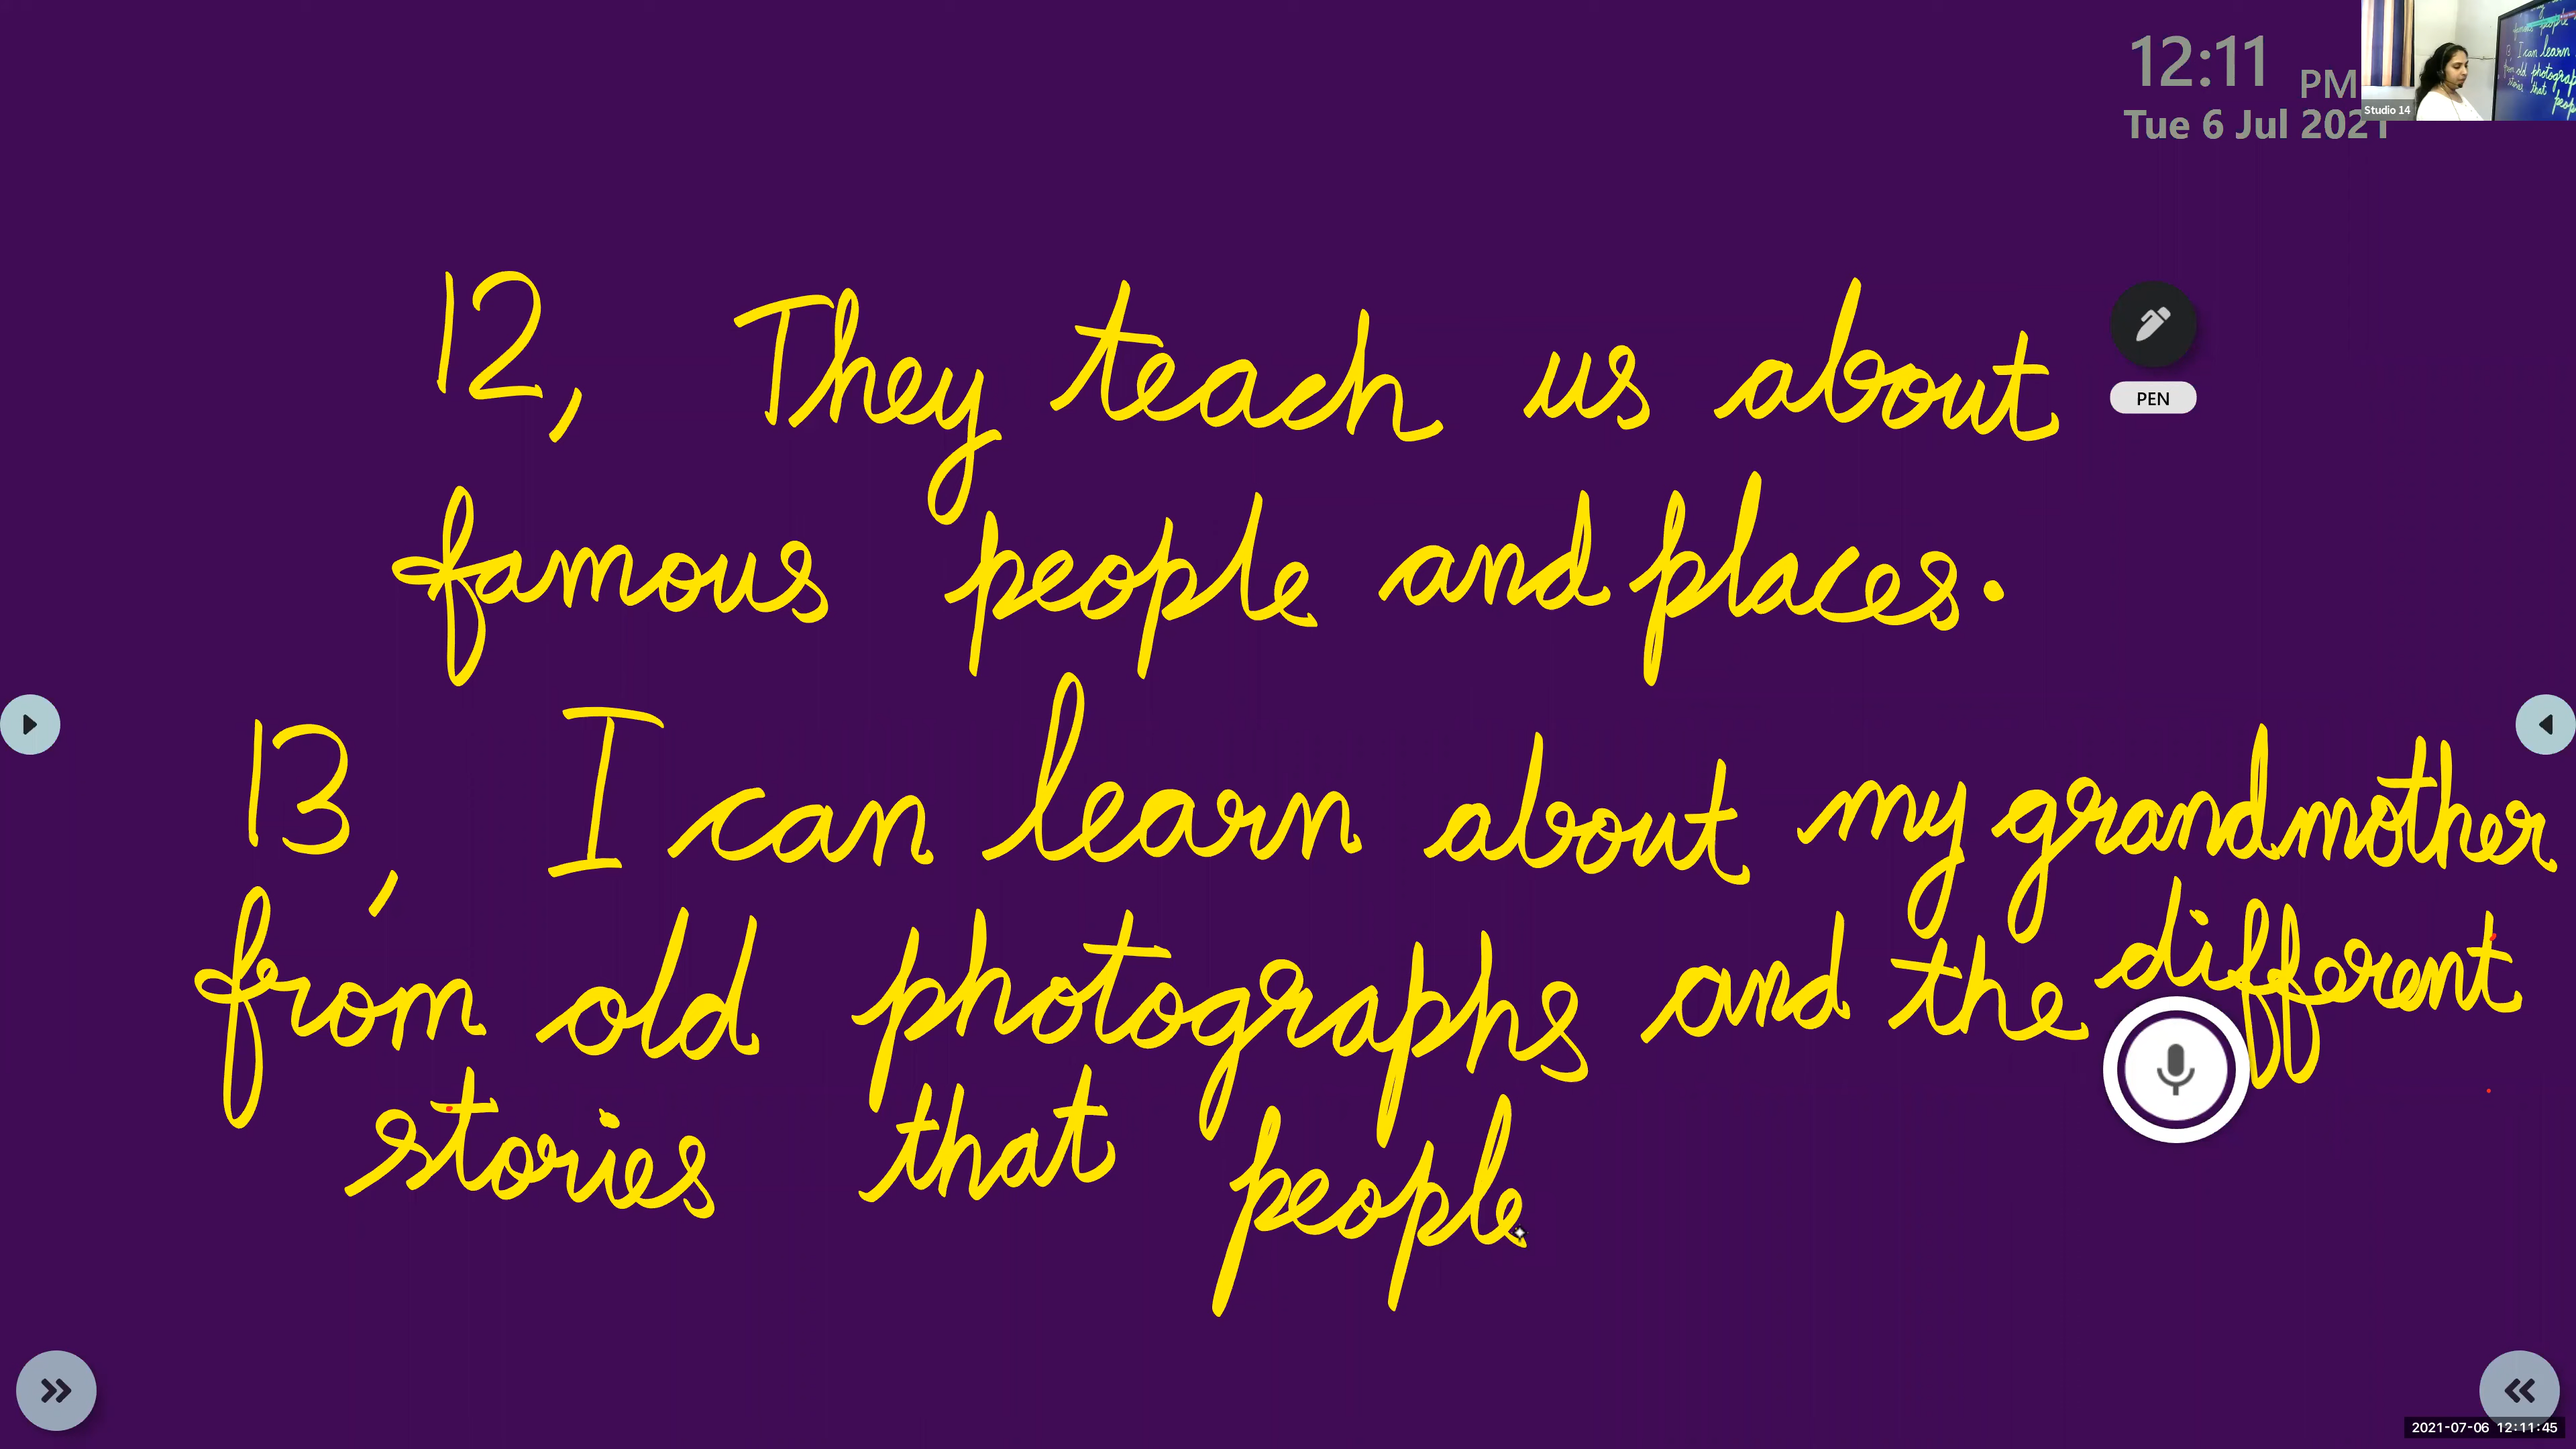 12:11 PM
Tue 6 Jul 2021
Studio 14
12, They teach us about
PEN
famous people and places.
13, I can learn about my grandmother
from old photographs and the different
stories that people
2021-07-06 12:11:45